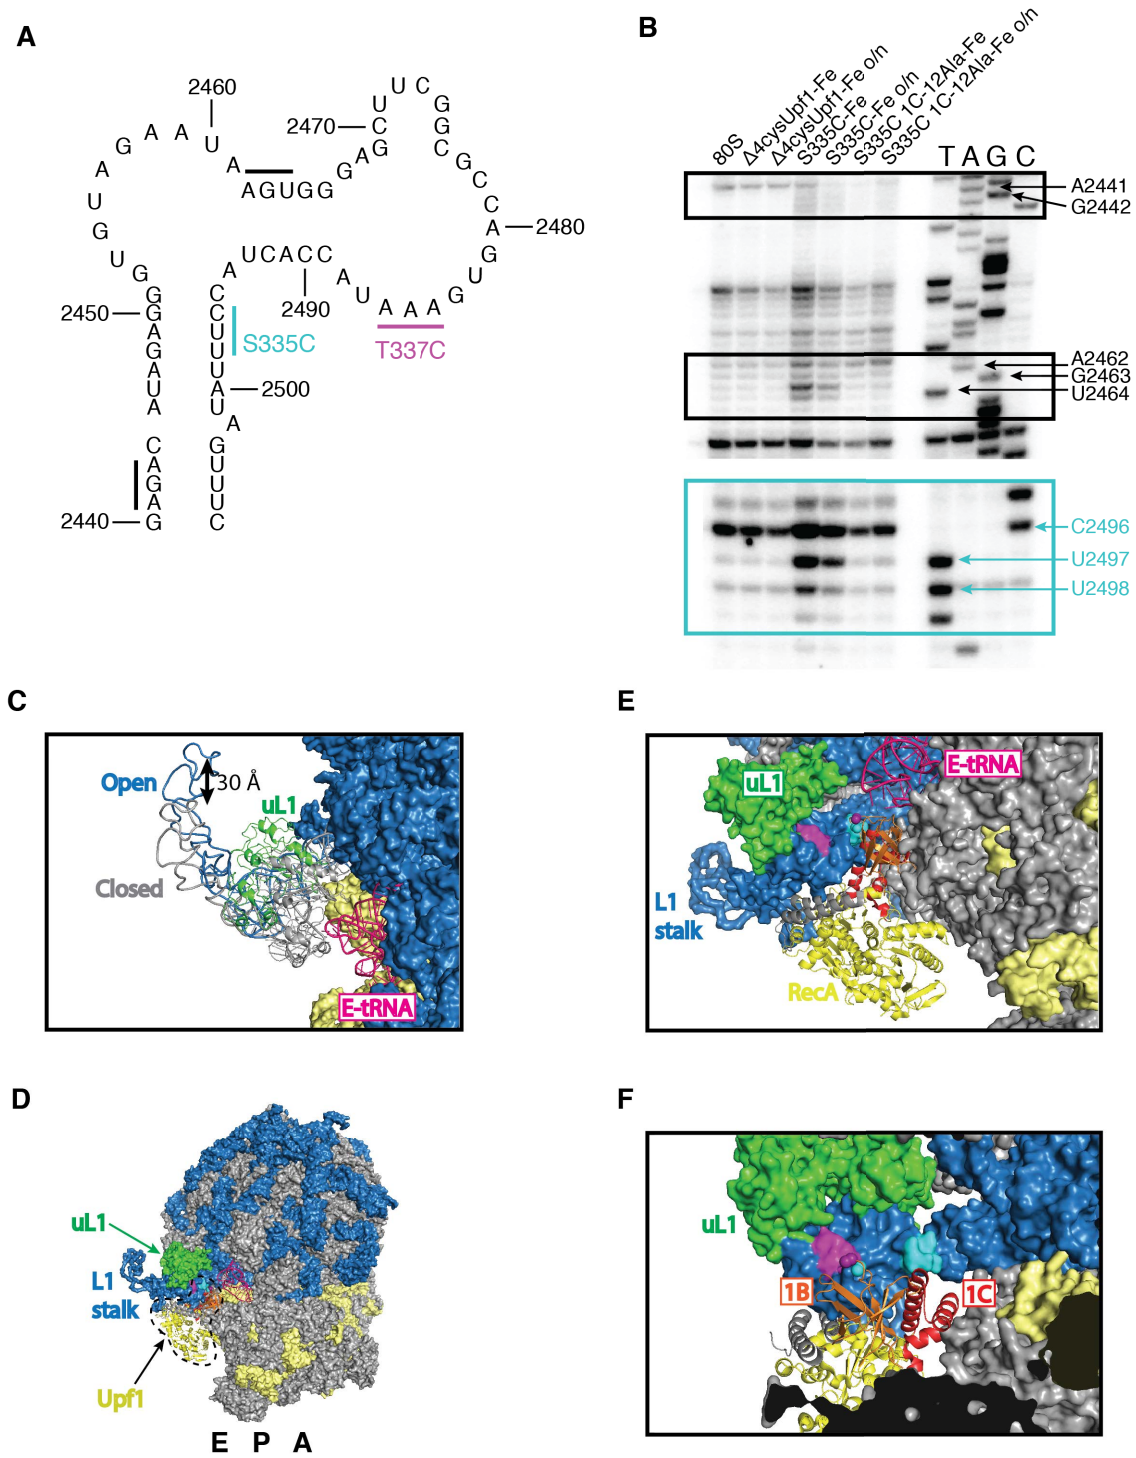 A
2460
2470
2480
2450
2490
2500
2440
U U C G G C G C C A G U G A A A U A C C A C U A
A G A A U A
A U G U G G
AGUGG G A G C U
G A G A U A
C A G A G
C C U U U A U A G U U U C
S335C
T337C
B
80S
Δ4cysUpf1-Fe
Δ4cysUpf1-Fe o/n
S335C-Fe
S335C-Fe o/n
S335C 1C-12Ala-Fe
S335C 1C-12Ala-Fe o/n
T A G C
A2441
G2442
A2462
G2463
U2464
C2496
U2497
U2498
C
Open
30 Å
uL1
Closed
E-tRNA
E
E-tRNA
uL1
L1
stalk
RecA
D
uL1
L1
stalk
Upf1
E P A
F
uL1
1B
1C